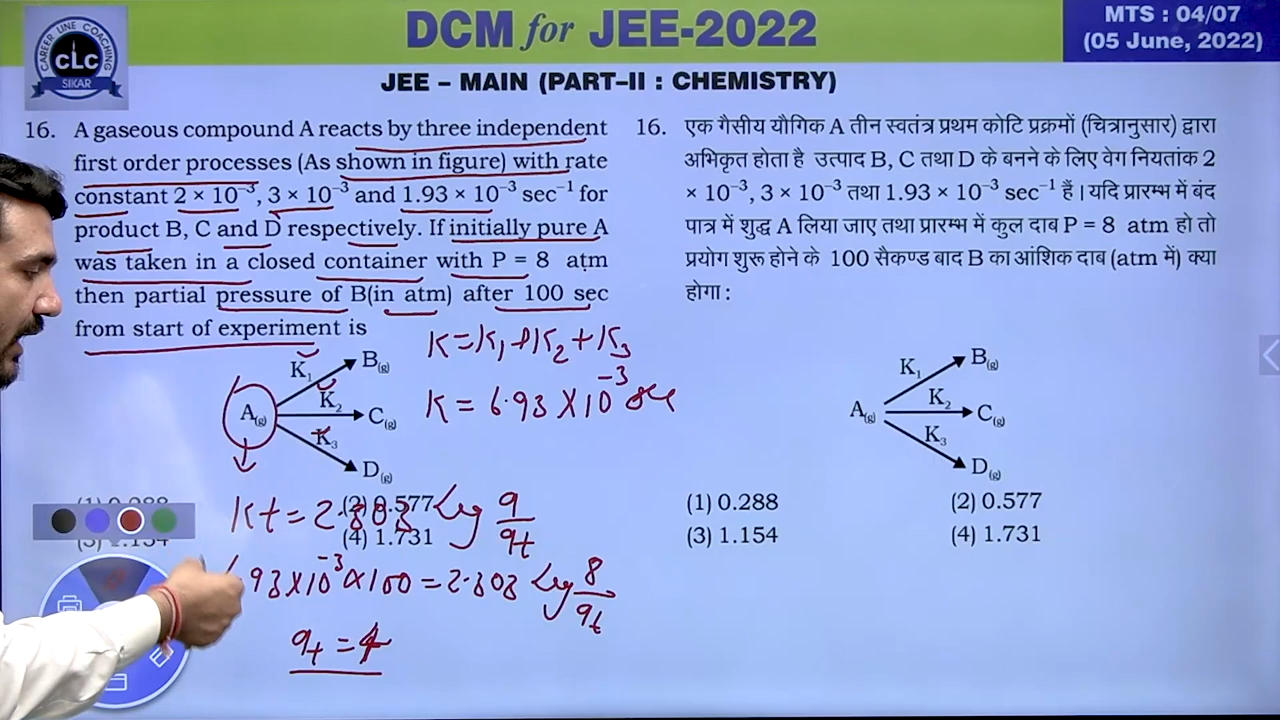 CAREER LINE COACHING
CLC
SIKAR
DCM for JEE-2022
MTS : 04/07
(05 June, 2022)
JEE – MAIN (PART–II : CHEMISTRY)
16. A gaseous compound A reacts by three independent
first order processes (As shown in figure) with rate
constant 2 × 10⁻³, 3 × 10⁻³ and 1.93 × 10⁻³ sec⁻¹ for
product B, C and D respectively. If initially pure A
was taken in a closed container with P = 8 atm
then partial pressure of B(in atm) after 100 sec
from start of experiment is
K₁ B(g)
A(g) K₂ C(g)
K₃ D(g)
K = K₁ + K₂ + K₃
K = 6.93 × 10⁻³ sec
(2) 0.577
(4) 1.731
Kt = 2.303 log a/aₜ
.93 × 10⁻³ × 100 = 2.303 log 8/aₜ
aₜ = 4
16. एक गैसीय यौगिक A तीन स्वतंत्र प्रथम कोटि प्रक्रमों (चित्रानुसार) द्वारा
अभिकृत होता है उत्पाद B, C तथा D के बनने के लिए वेग नियतांक 2
× 10⁻³, 3 × 10⁻³ तथा 1.93 × 10⁻³ sec⁻¹ हैं। यदि प्रारम्भ में बंद
पात्र में शुद्ध A लिया जाए तथा प्रारम्भ में कुल दाब P = 8 atm हो तो
प्रयोग शुरू होने के 100 सैकण्ड बाद B का आंशिक दाब (atm में) क्या
होगा :
K₁ B(g)
A(g) K₂ C(g)
K₃ D(g)
(1) 0.288 (2) 0.577
(3) 1.154 (4) 1.731